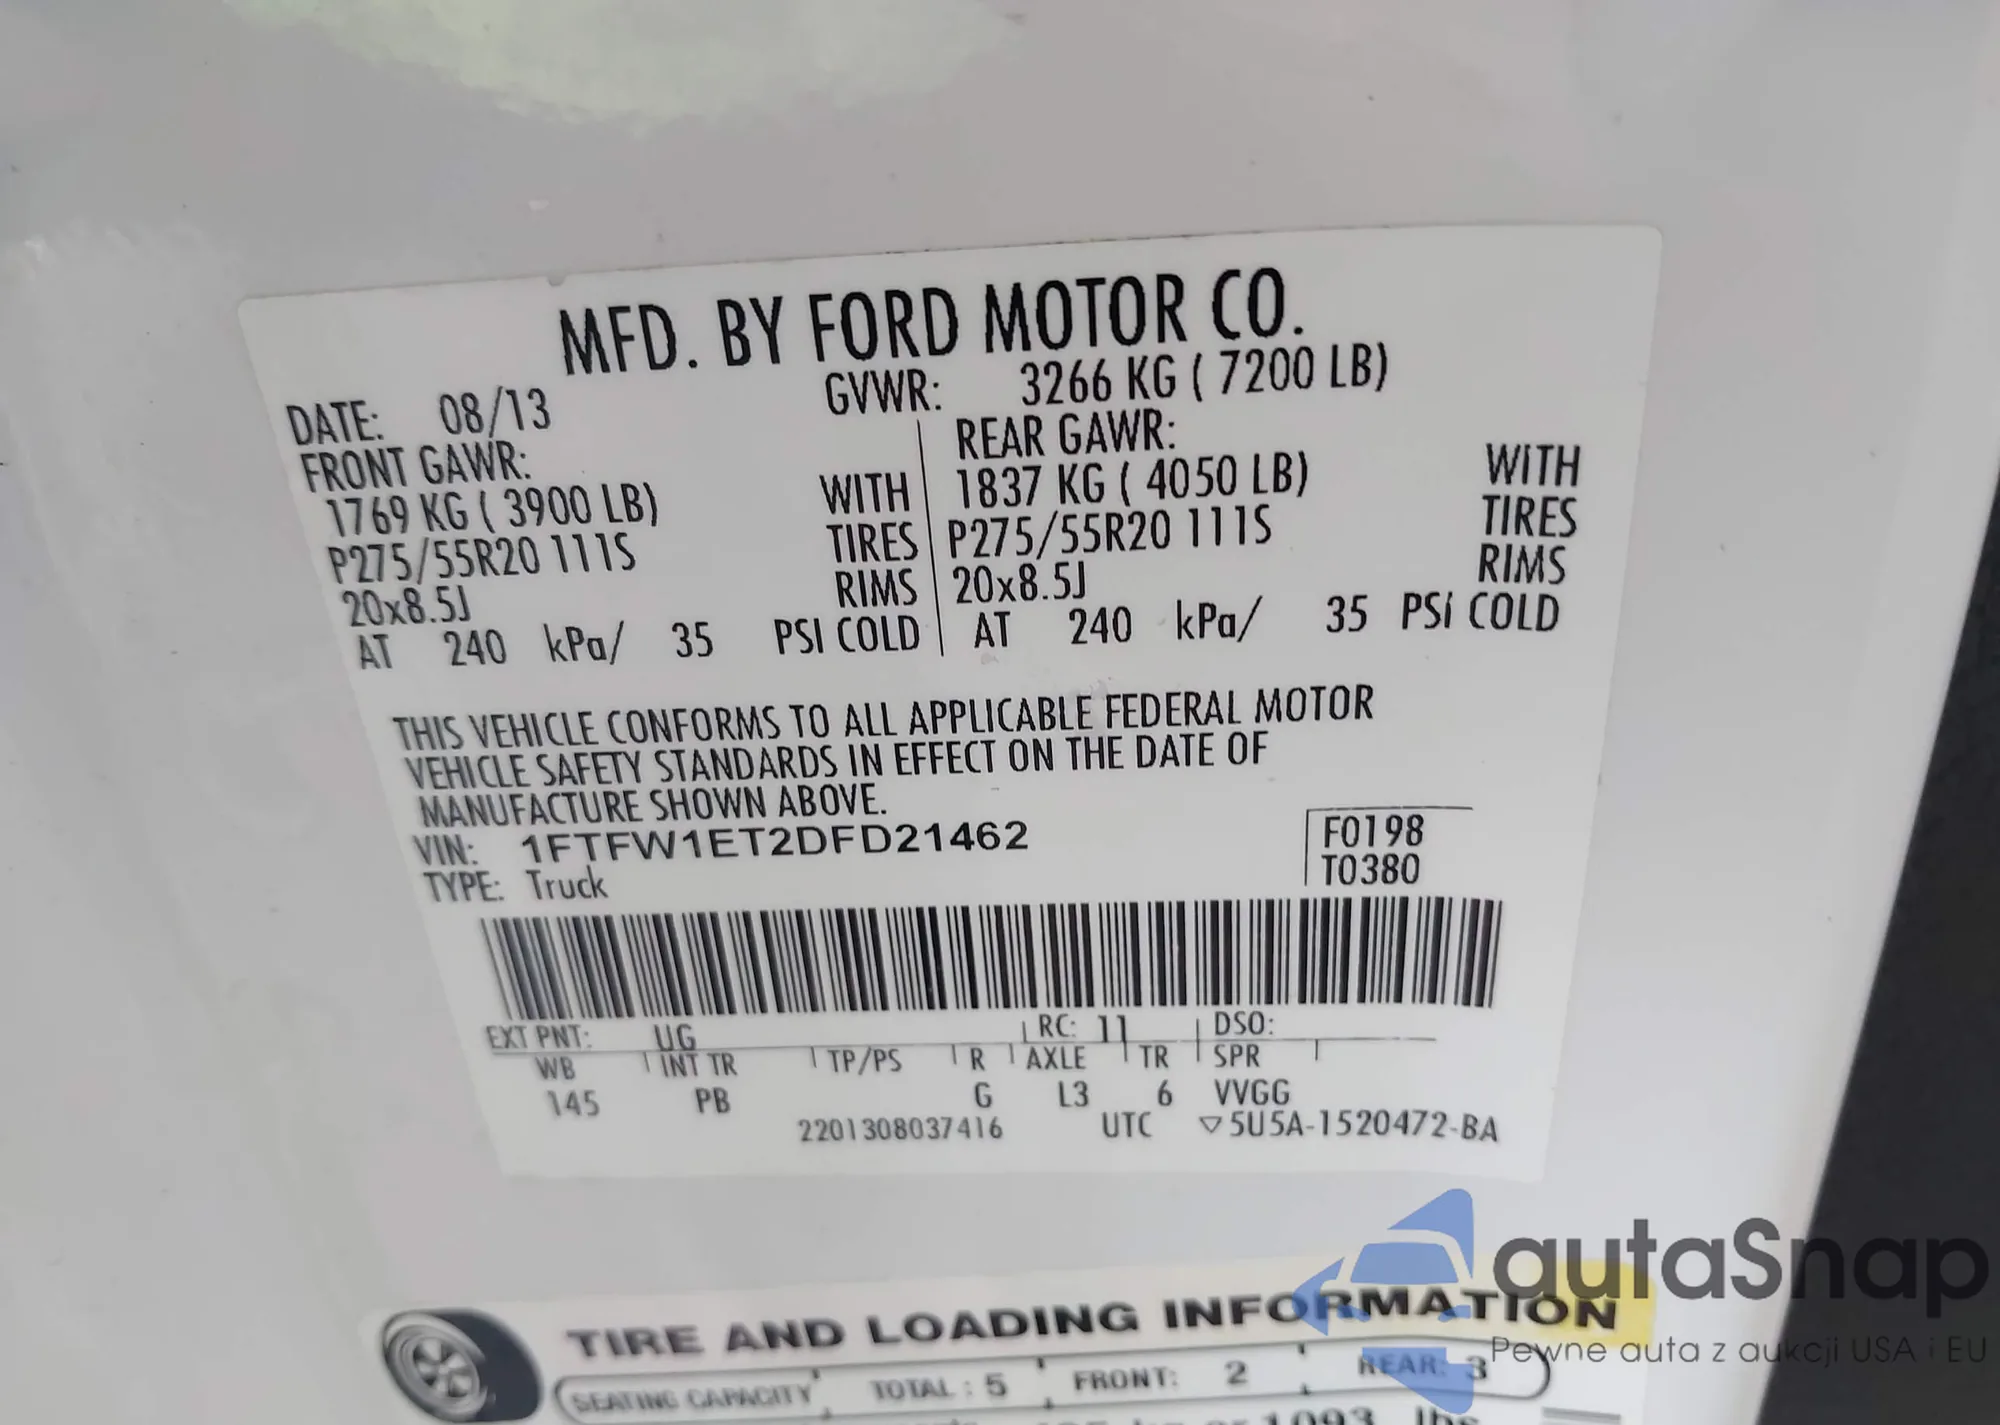 MFD. BY FORD MOTOR CO.
DATE: 08/13 GVWR: 3266 KG ( 7200 LB)
FRONT GAWR: REAR GAWR:
1769 KG ( 3900 LB) WITH 1837 KG ( 4050 LB) WITH
P275/55R20 111S TIRES P275/55R20 111S TIRES
20x8.5J RIMS 20x8.5J RIMS
AT 240 kPa/ 35 PSI COLD AT 240 kPa/ 35 PSI COLD
THIS VEHICLE CONFORMS TO ALL APPLICABLE FEDERAL MOTOR
VEHICLE SAFETY STANDARDS IN EFFECT ON THE DATE OF
MANUFACTURE SHOWN ABOVE.
VIN: 1FTFW1ET2DFD21462 F0198
TYPE: Truck T0380
EXT PNT: UG RC: 11 DSO:
WB INT TR TP/PS R AXLE TR SPR
145 PB G L3 6 VVGG
2201308037416 UTC ▽5U5A-1520472-BA
autaSnap
Pewne auta z aukcji USA i EU
TIRE AND LOADING INFORMATION
SEATING CAPACITY TOTAL : 5 FRONT: 2 REAR: 3
1093 lbs